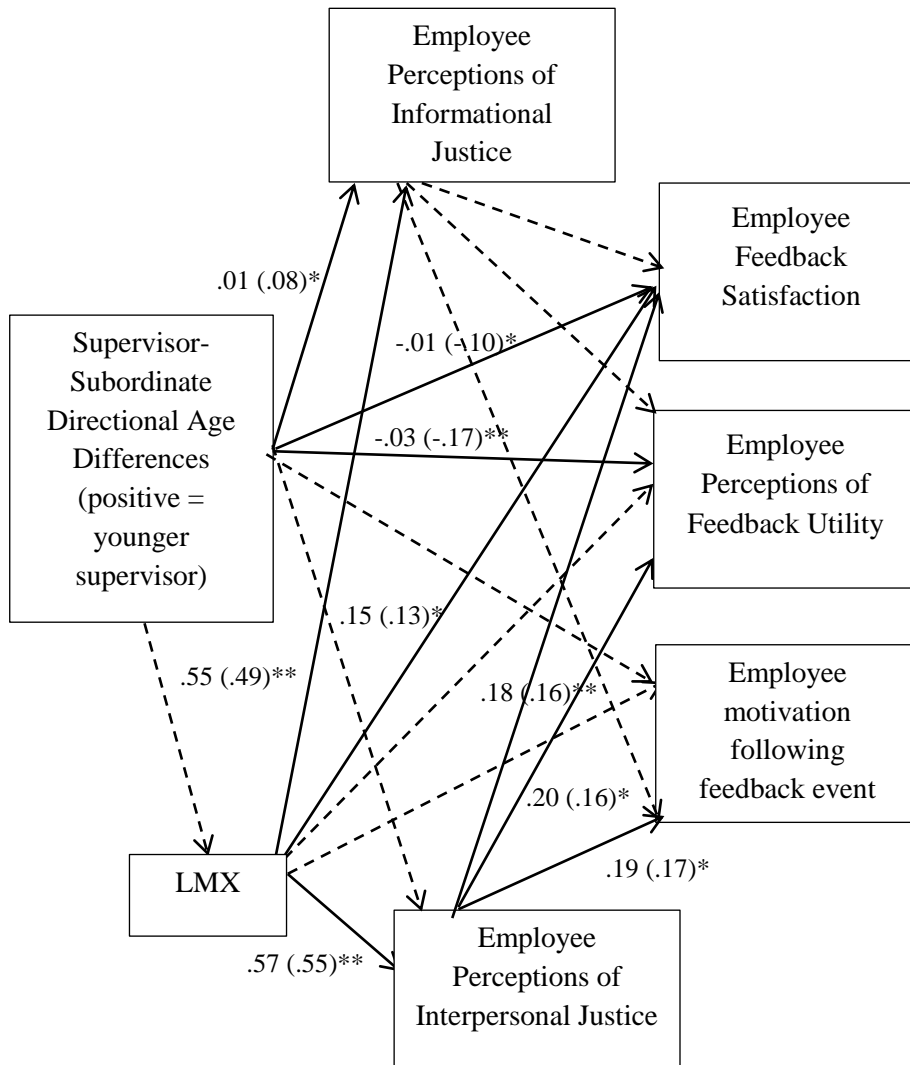 Employee
Perceptions of
Informational
Justice
Employee
Feedback
Satisfaction
.01 (.08)*
Supervisor-
Subordinate
Directional Age
Differences
(positive =
younger
supervisor)
-.01 (-.10)*
-.03 (-.17)**
Employee
Perceptions of
Feedback Utility
.15 (.13)*
.55 (.49)**
.18 (.16)**
Employee
motivation
following
feedback event
.20 (.16)*
.19 (.17)*
LMX
.57 (.55)**
Employee
Perceptions of
Interpersonal Justice